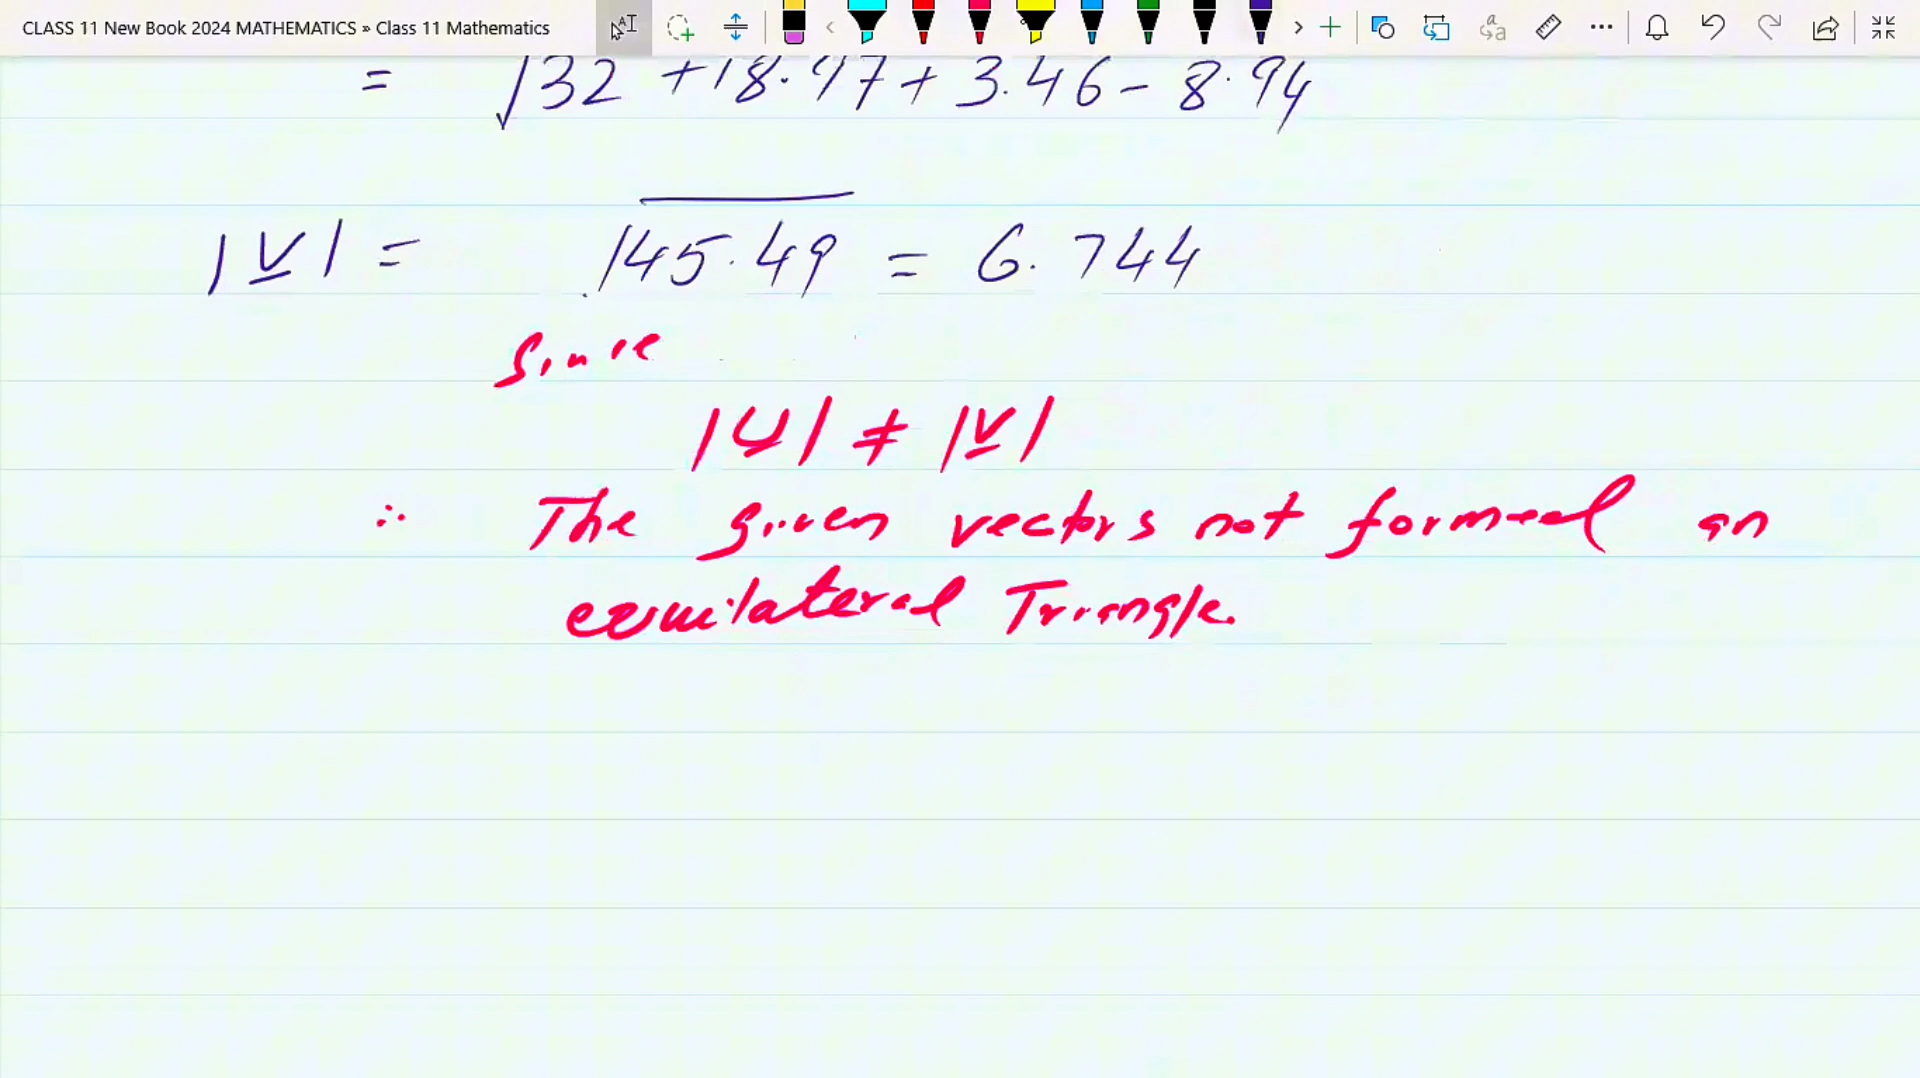 CLASS 11 New Book 2024 MATHEMATICS » Class 11 Mathematics
= √32 + 18.97 + 3.46 - 8.94
|V| = √45.49 = 6.744
Since
|U| ≠ |V|
∴ The given vectors not formed an
equilateral Triangle.